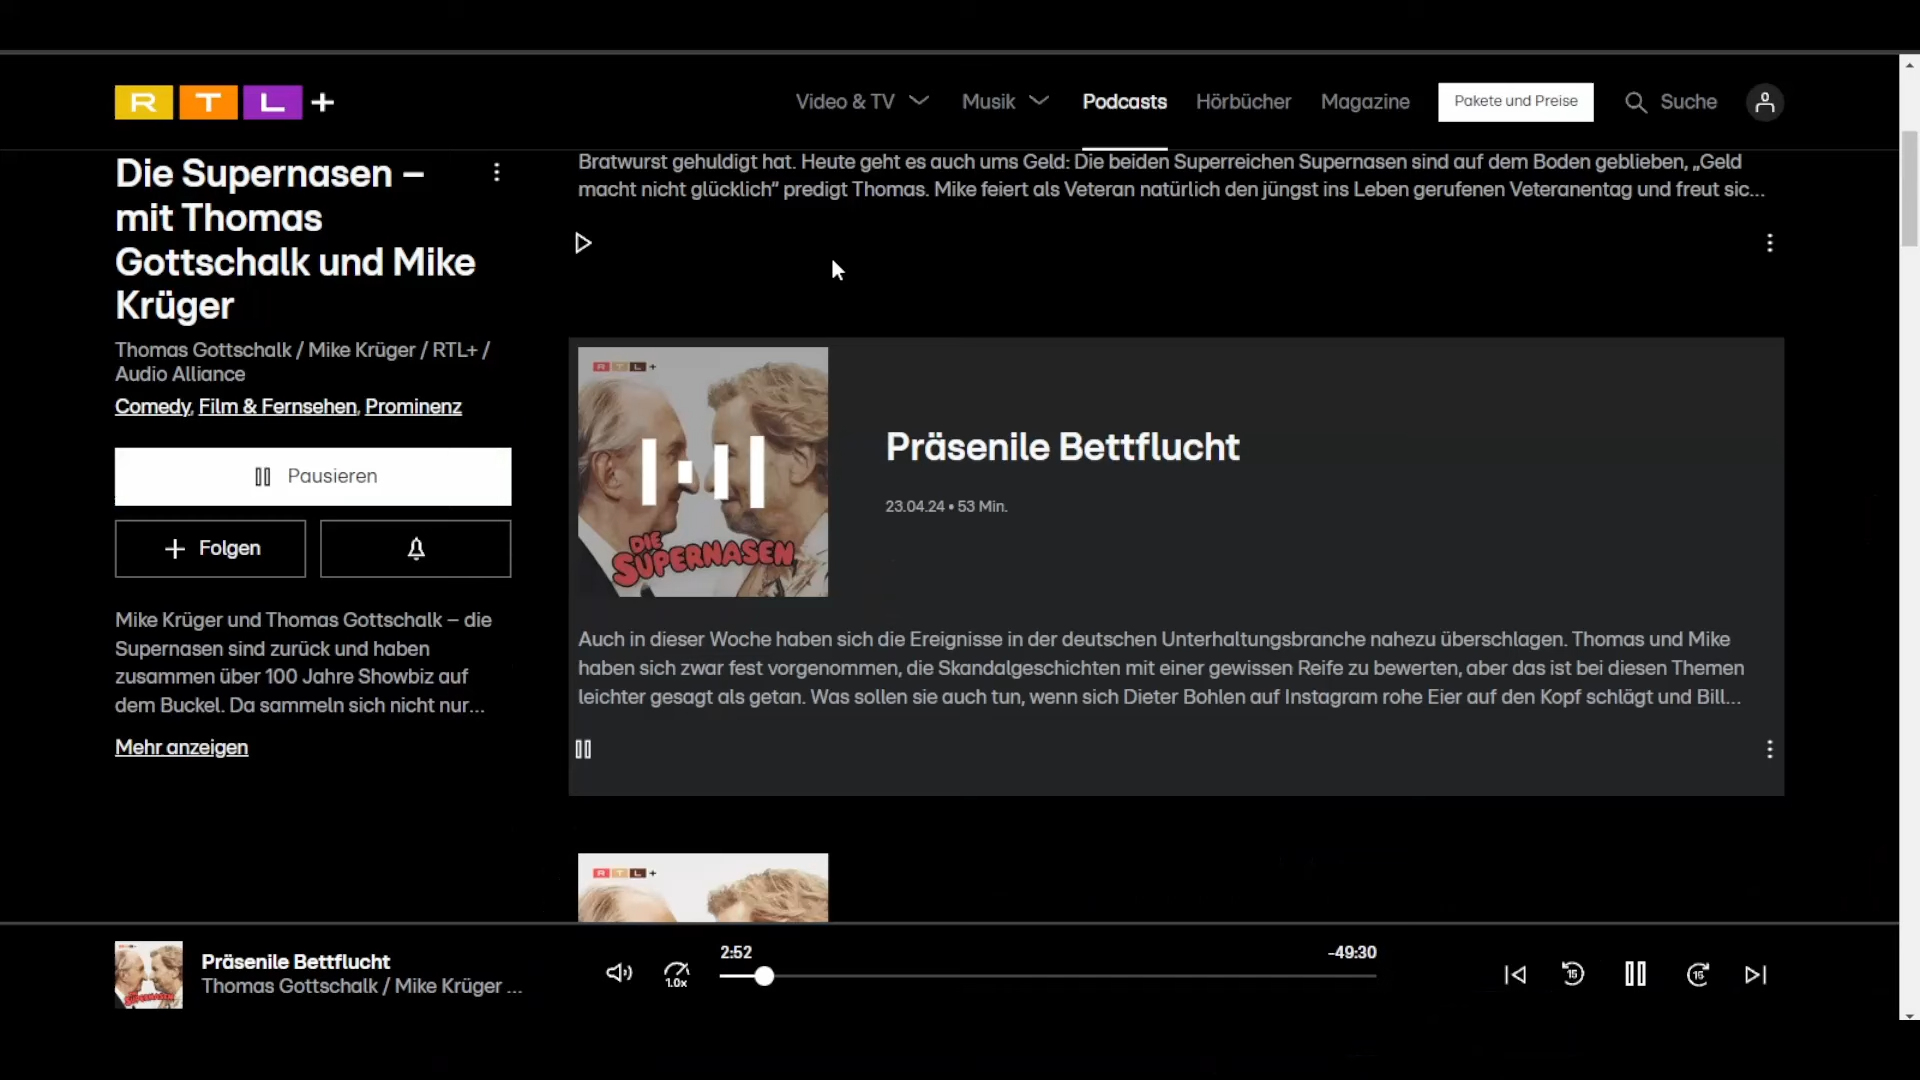 R T L +
Video & TV
Musik
Podcasts
Hörbücher
Magazine
Pakete und Preise
Suche
Die Supernasen –
mit Thomas
Gottschalk und Mike
Krüger
Thomas Gottschalk / Mike Krüger / RTL+ /
Audio Alliance
Comedy, Film & Fernsehen, Prominenz
Pausieren
Folgen
Mike Krüger und Thomas Gottschalk – die
Supernasen sind zurück und haben
zusammen über 100 Jahre Showbiz auf
dem Buckel. Da sammeln sich nicht nur...
Mehr anzeigen
Bratwurst gehuldigt hat. Heute geht es auch ums Geld: Die beiden Superreichen Supernasen sind auf dem Boden geblieben, „Geld
macht nicht glücklich“ predigt Thomas. Mike feiert als Veteran natürlich den jüngst ins Leben gerufenen Veteranentag und freut sic...
R T L +
DIE
SUPERNASEN
Präsenile Bettflucht
23.04.24 • 53 Min.
Auch in dieser Woche haben sich die Ereignisse in der deutschen Unterhaltungsbranche nahezu überschlagen. Thomas und Mike
haben sich zwar fest vorgenommen, die Skandalgeschichten mit einer gewissen Reife zu bewerten, aber das ist bei diesen Themen
leichter gesagt als getan. Was sollen sie auch tun, wenn sich Dieter Bohlen auf Instagram rohe Eier auf den Kopf schlägt und Bill...
R T L +
Präsenile Bettflucht
Thomas Gottschalk / Mike Krüger ...
1.0x
2:52
-49:30
15
15